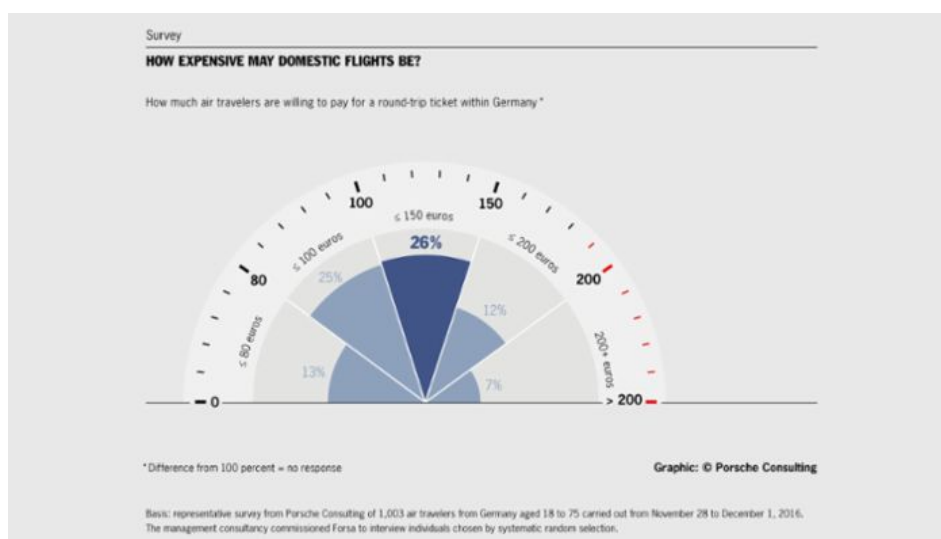 Survey
HOW EXPENSIVE MAY DOMESTIC FLIGHTS BE?
How much air travelers are willing to pay for a round-trip ticket within Germany*
0
80
100
150
200
> 200
≤ 80 euros
≤ 100 euros
≤ 150 euros
≤ 200 euros
200+ euros
13%
25%
26%
12%
7%
*Difference from 100 percent = no response
Graphic: © Porsche Consulting
Basis: representative survey from Porsche Consulting of 1,003 air travelers from Germany aged 18 to 75 carried out from November 28 to December 1, 2016.
The management consultancy commissioned Forsa to interview individuals chosen by systematic random selection.